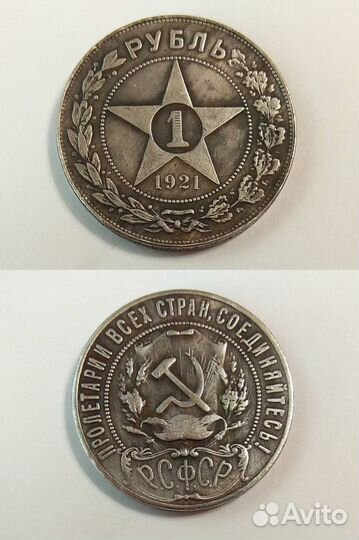 РУБЛЬ
1
1921
ПРОЛЕТАРИИ ВСЕХ СТРАН, СОЕДИНЯЙТЕСЬ!
Р.С.Ф.С.Р.
Avito